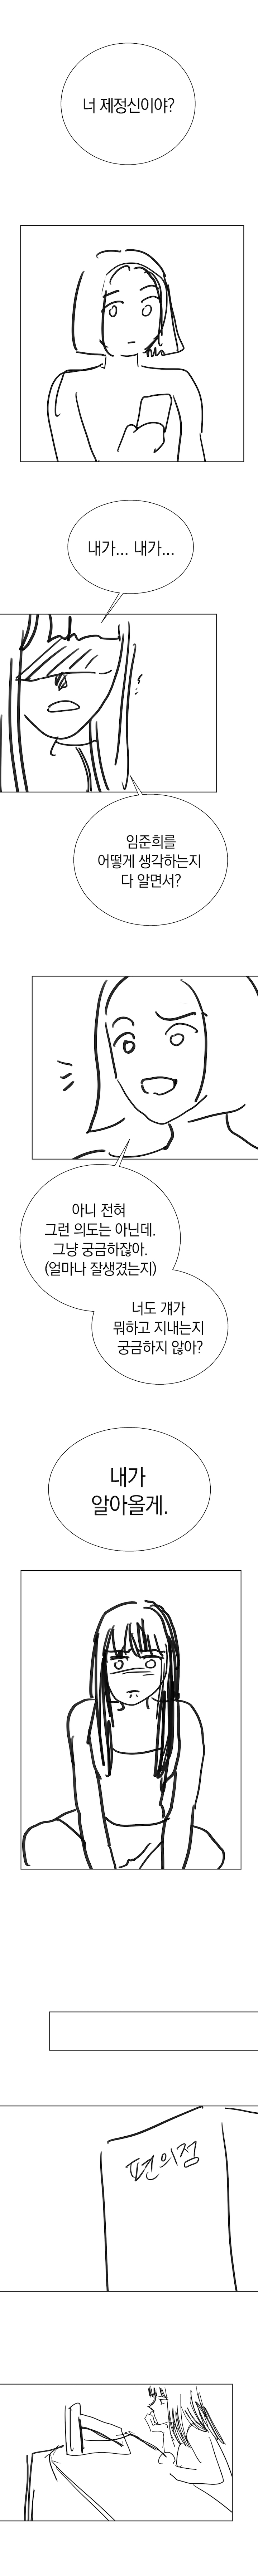 너 제정신이야?
내가... 내가...
임준희를
어떻게 생각하는지
다 알면서?
아니 전혀
그런 의도는 아닌데.
그냥 궁금하잖아.
(얼마나 잘생겼는지)
너도 걔가
뭐하고 지내는지
궁금하지 않아?
내가
알아올게.
편의점